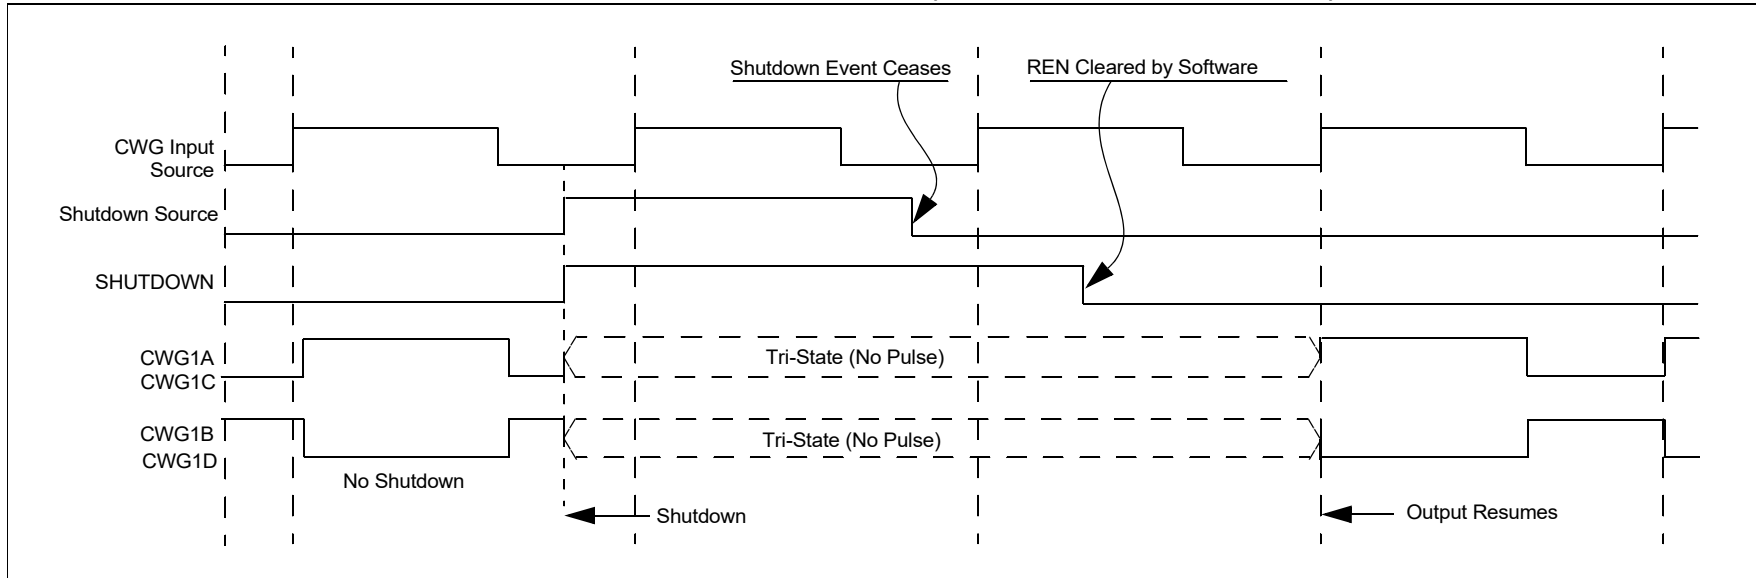 Shutdown Event Ceases
REN Cleared by Software
CWG Input
Source
Shutdown Source
SHUTDOWN
CWG1A
CWG1C
Tri-State (No Pulse)
CWG1B
CWG1D
Tri-State (No Pulse)
No Shutdown
Shutdown
Output Resumes